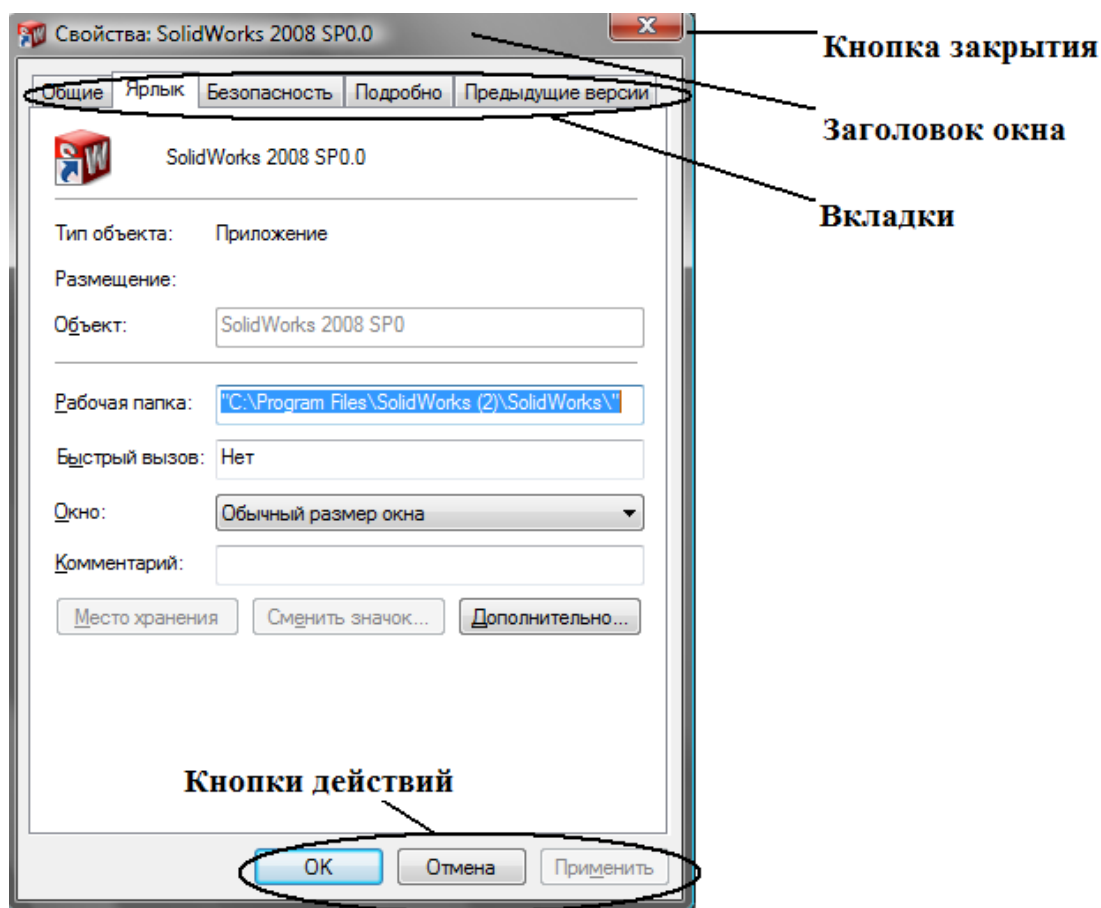 Свойства: SolidWorks 2008 SP0.0
Кнопка закрытия
Общие Ярлык Безопасность Подробно Предыдущие версии
Заголовок окна
SolidWorks 2008 SP0.0
Вкладки
Тип объекта: Приложение
Размещение:
Объект: SolidWorks 2008 SP0
Рабочая папка: "C:\Program Files\SolidWorks (2)\SolidWorks\"
Быстрый вызов: Нет
Окно: Обычный размер окна
Комментарий:
Место хранения Сменить значок... Дополнительно...
Кнопки действий
OK Отмена Применить